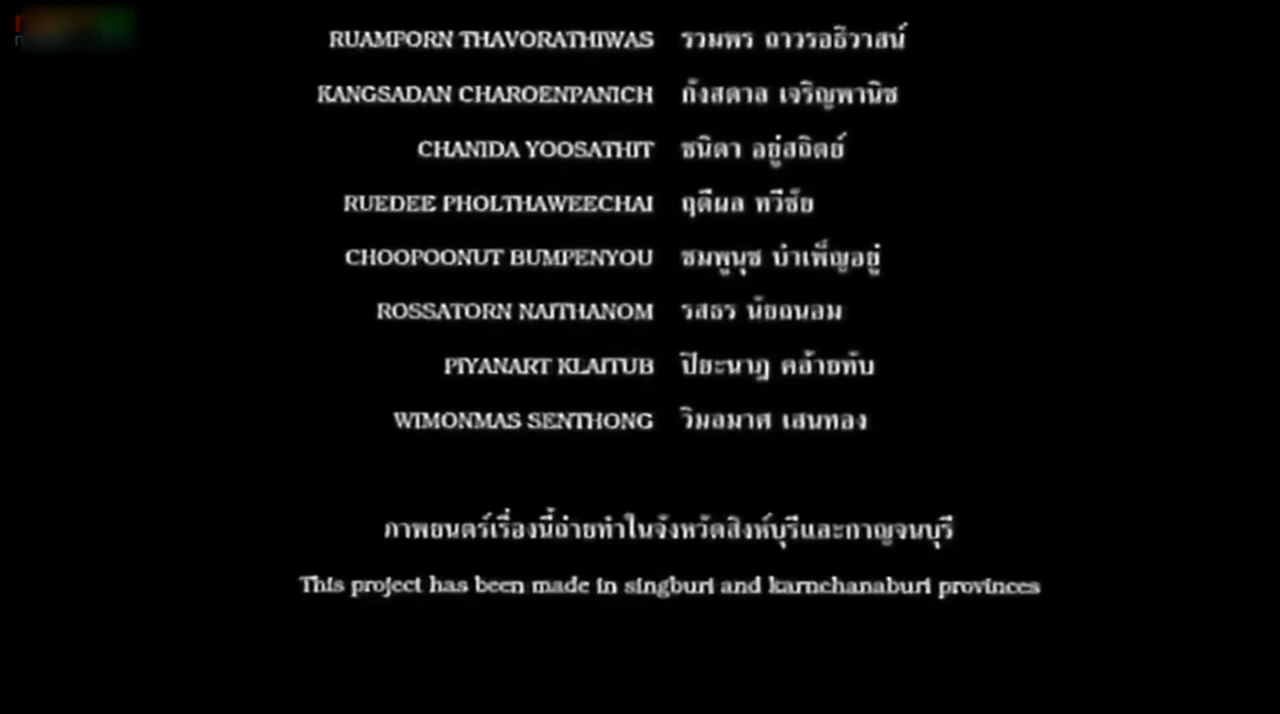 RUAMPORN THAVORATHIWAS รวมพร ถาวรอธิวาสน์
KANGSADAN CHAROENPANICH กังสดาล เจริญพานิช
CHANIDA YOOSATHIT ชนิดา อยู่สถิตย์
RUEDEE PHOLTHAWEECHAI ฤดีผล ทวีชัย
CHOOPOONUT BUMPENYOU ชมพูนุช บำเพ็ญอยู่
ROSSATORN NAITHANOM รสธร นัยถนอม
PIYANART KLAITUB ปิยะนาฎ คล้ายทับ
WIMONMAS SENTHONG วิมลมาศ เสนทอง
ภาพยนตร์เรื่องนี้ถ่ายทำในจังหวัดสิงห์บุรีและกาญจนบุรี
This project has been made in singburi and karnchanaburi provinces